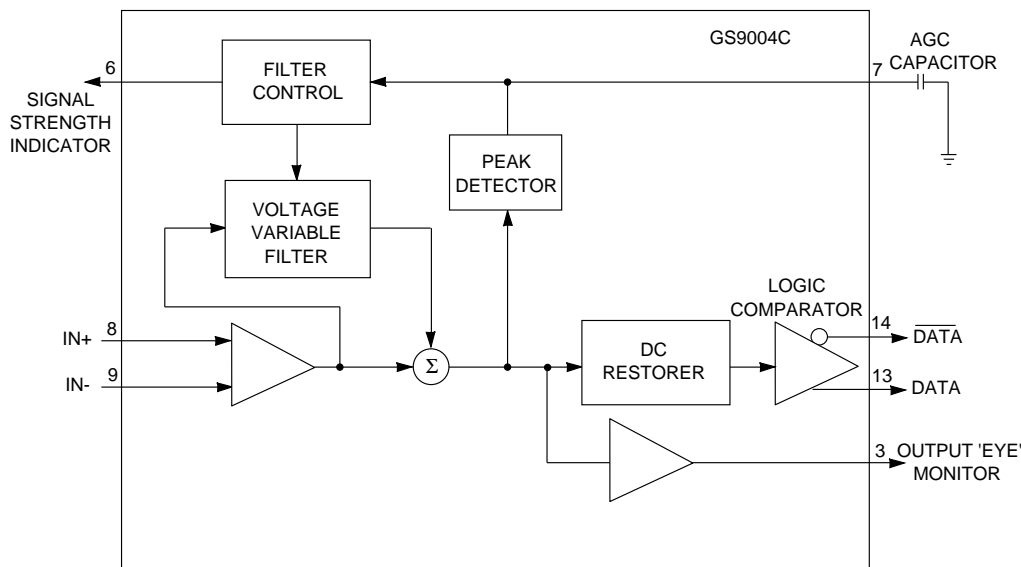 GS9004C
AGC
CAPACITOR
6
FILTER
CONTROL
7
SIGNAL
STRENGTH
INDICATOR
PEAK
DETECTOR
VOLTAGE
VARIABLE
FILTER
LOGIC
COMPARATOR
IN+
8
IN-
9
Σ
DC
RESTORER
14
DATA
13
DATA
3
OUTPUT 'EYE'
MONITOR